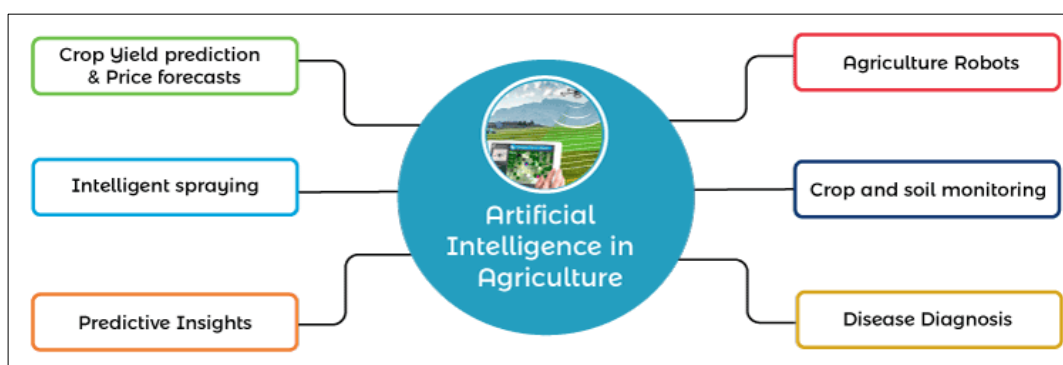 Crop Yield prediction
& Price forecasts
Intelligent spraying
Predictive Insights
Artificial
Intelligence in
Agriculture
Agriculture Robots
Crop and soil monitoring
Disease Diagnosis